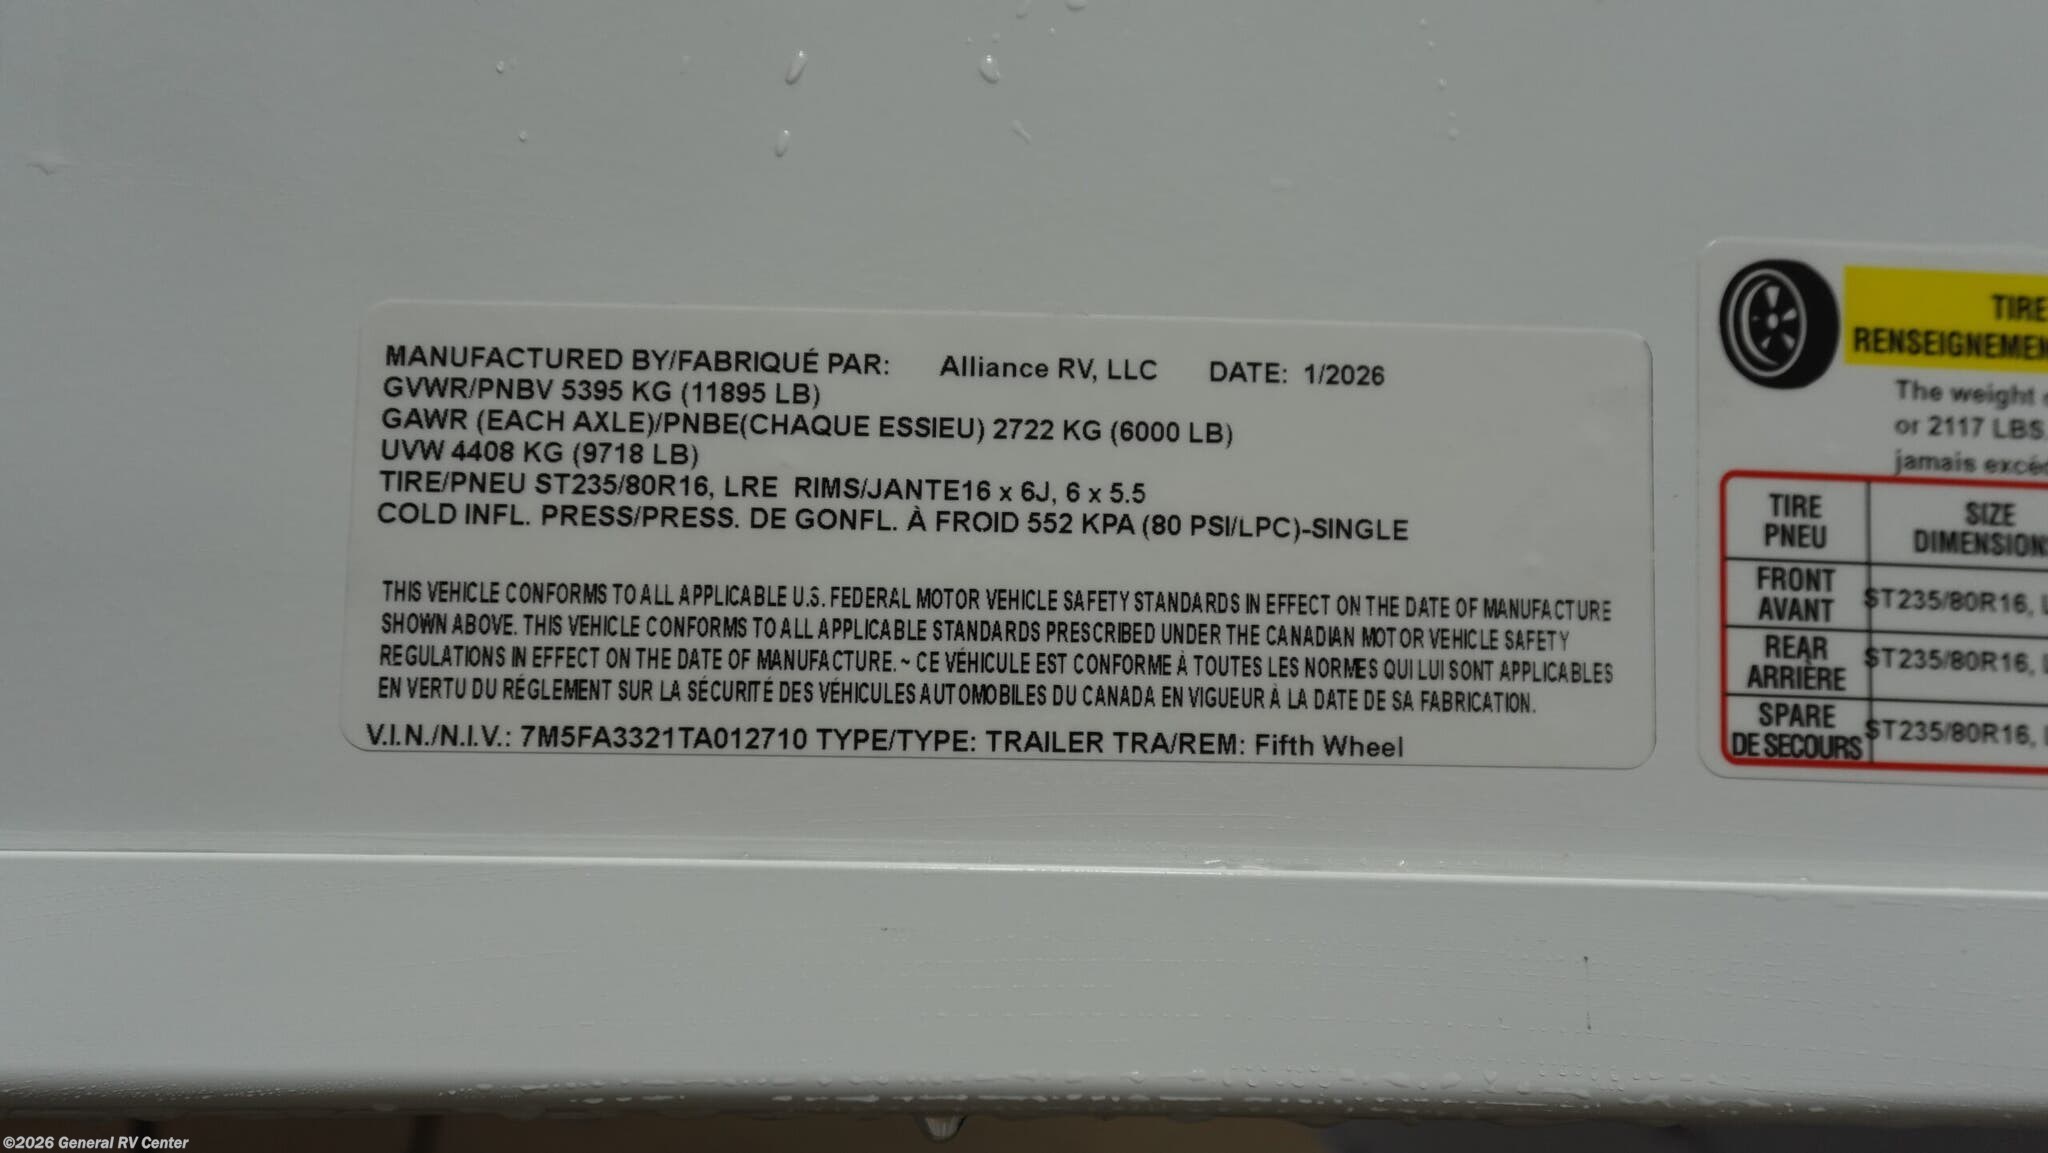 MANUFACTURED BY/FABRIQUÉ PAR: Alliance RV, LLC DATE: 1/2026
GVWR/PNBV 5395 KG (11895 LB)
GAWR (EACH AXLE)/PNBE(CHAQUE ESSIEU) 2722 KG (6000 LB)
UVW 4408 KG (9718 LB)
TIRE/PNEU ST235/80R16, LRE RIMS/JANTE16 x 6J, 6 x 5.5
COLD INFL. PRESS/PRESS. DE GONFL. À FROID 552 KPA (80 PSI/LPC)-SINGLE
THIS VEHICLE CONFORMS TO ALL APPLICABLE U.S. FEDERAL MOTOR VEHICLE SAFETY STANDARDS IN EFFECT ON THE DATE OF MANUFACTURE
SHOWN ABOVE. THIS VEHICLE CONFORMS TO ALL APPLICABLE STANDARDS PRESCRIBED UNDER THE CANADIAN MOTOR VEHICLE SAFETY
REGULATIONS IN EFFECT ON THE DATE OF MANUFACTURE. ~ CE VÉHICULE EST CONFORME À TOUTES LES NORMES QUI LUI SONT APPLICABLES
EN VERTU DU RÉGLEMENT SUR LA SÉCURITÉ DES VÉHICULES AUTOMOBILES DU CANADA EN VIGUEUR À LA DATE DE SA FABRICATION.
V.I.N./N.I.V.: 7M5FA3321TA012710 TYPE/TYPE: TRAILER TRA/REM: Fifth Wheel
TIRE
RENSEIGNEMEN
The weight
or 2117 LBS.
jamais excé
TIRE SIZE
PNEU DIMENSION
FRONT
AVANT ST235/80R16,
REAR
ARRIÈRE ST235/80R16,
SPARE
DE SECOURS ST235/80R16,
©2026 General RV Center